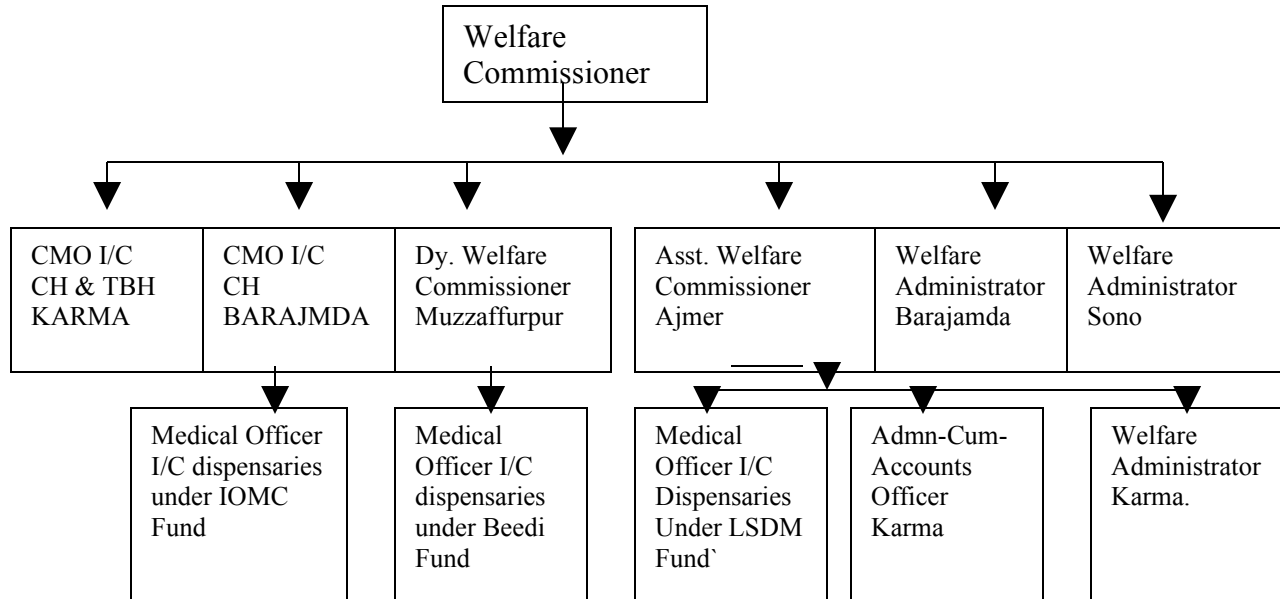 Welfare
Commissioner
CMO I/C
CH & TBH
KARMA
CMO I/C
CH
BARAJMDA
Dy. Welfare
Commissioner
Muzzaffurpur
Asst. Welfare
Commissioner
Ajmer
Welfare
Administrator
Barajamda
Welfare
Administrator
Sono
Medical Officer
I/C dispensaries
under IOMC
Fund
Medical
Officer I/C
dispensaries
under Beedi
Fund
Medical
Officer I/C
Dispensaries
Under LSDM
Fund`
Admn-Cum-
Accounts
Officer
Karma
Welfare
Administrator
Karma.